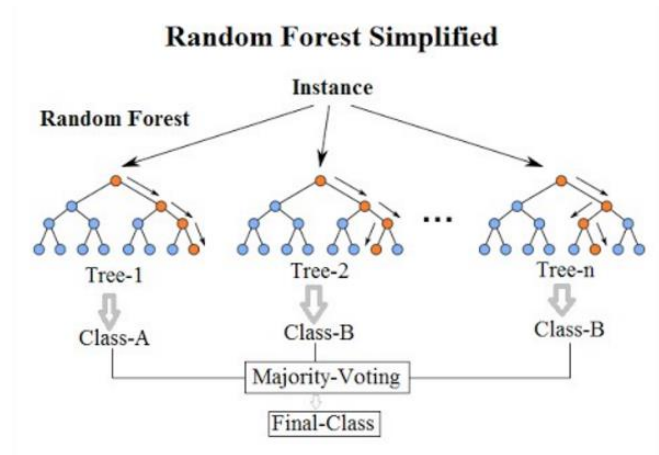 Random Forest Simplified
Instance
Random Forest
...
Tree-1
Tree-2
Tree-n
Class-A
Class-B
Class-B
Majority-Voting
Final-Class